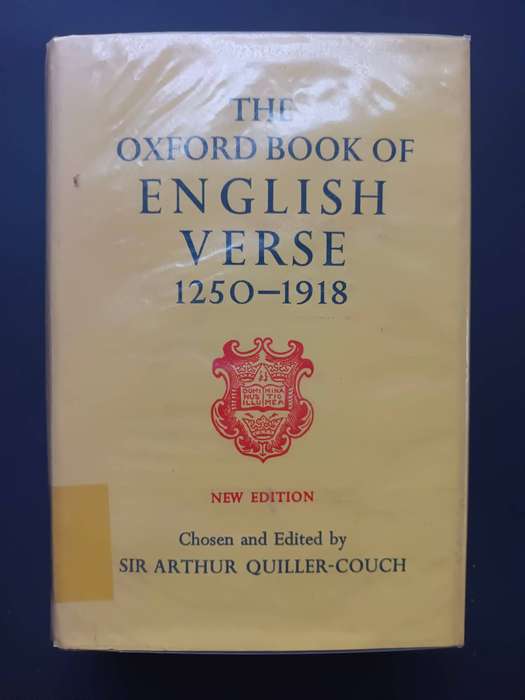 THE
OXFORD BOOK OF
ENGLISH
VERSE
1250–1918
DOMI MINA
NUS TIO
ILLU MEA
NEW EDITION
Chosen and Edited by
SIR ARTHUR QUILLER-COUCH